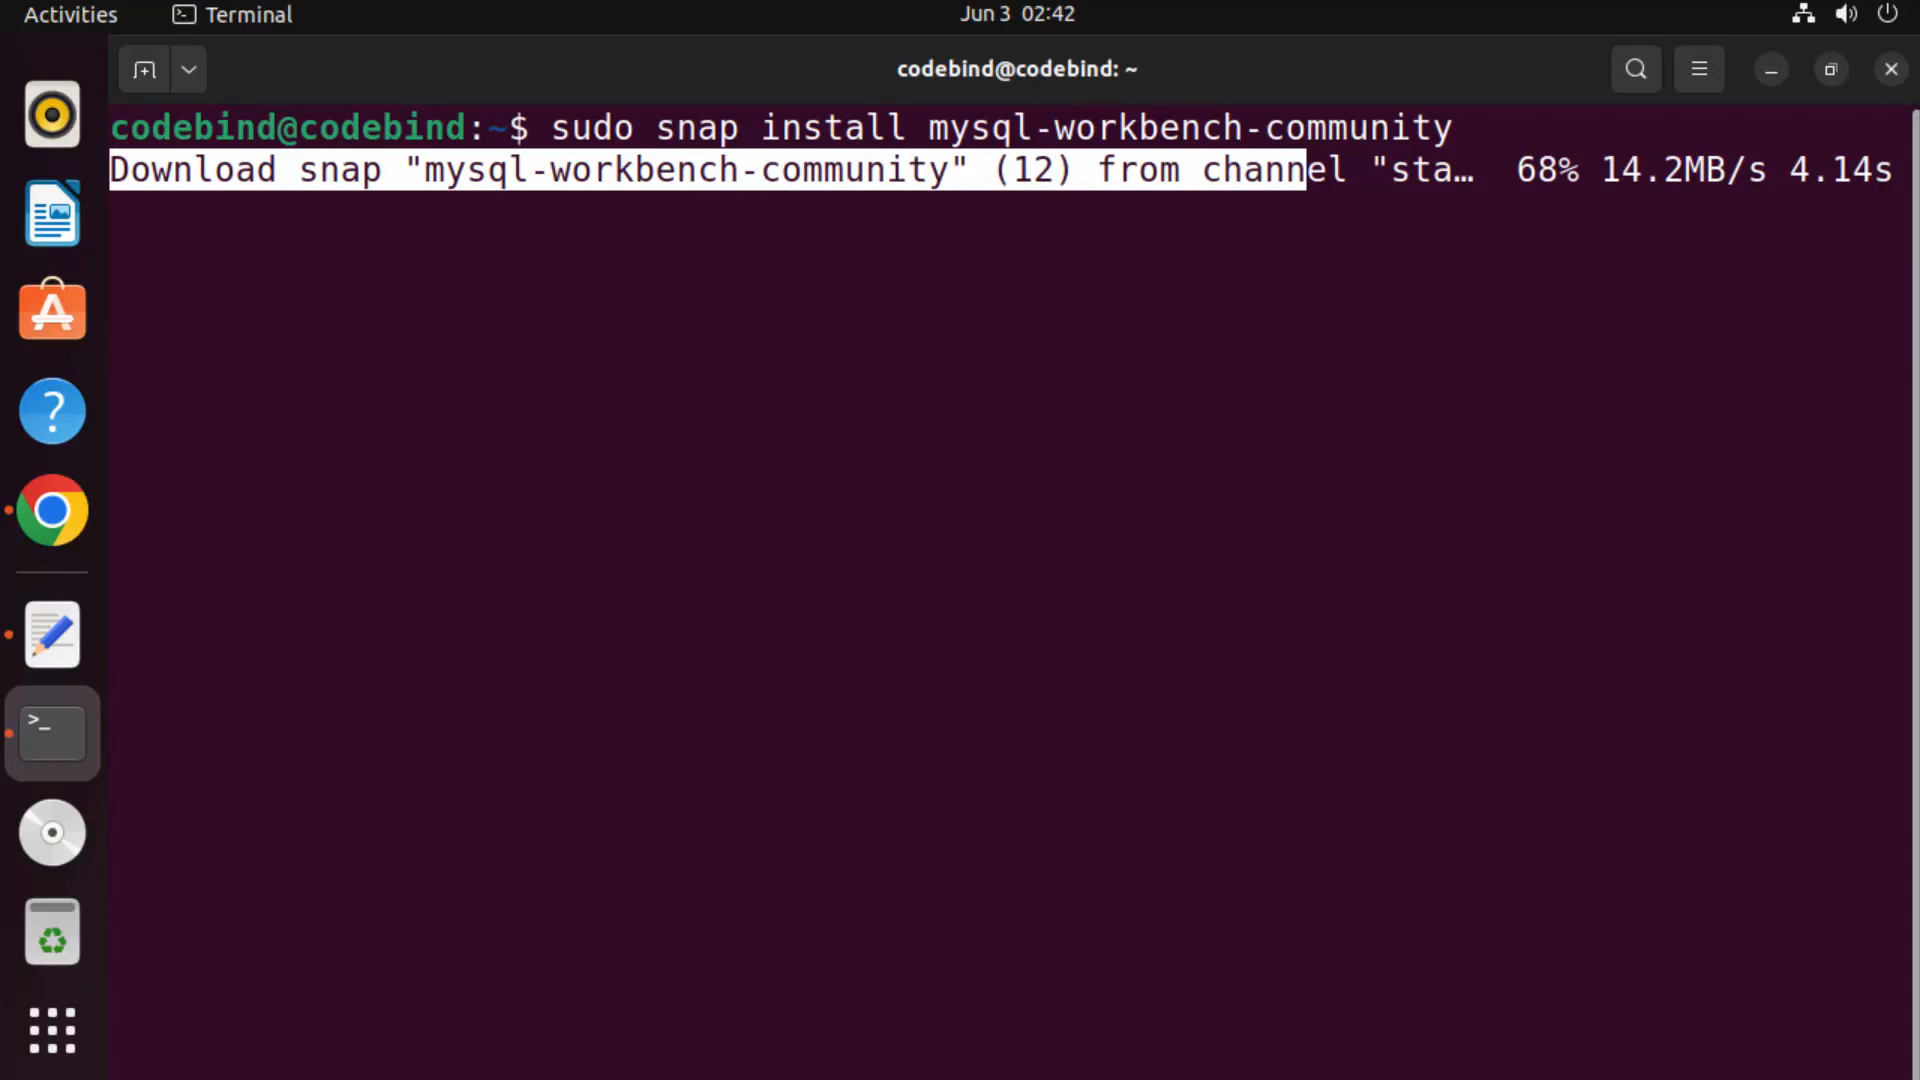 Activities Terminal Jun 3 02:42
codebind@codebind: ~
codebind@codebind:~$ sudo snap install mysql-workbench-community
Download snap "mysql-workbench-community" (12) from channel "sta… 68% 14.2MB/s 4.14s